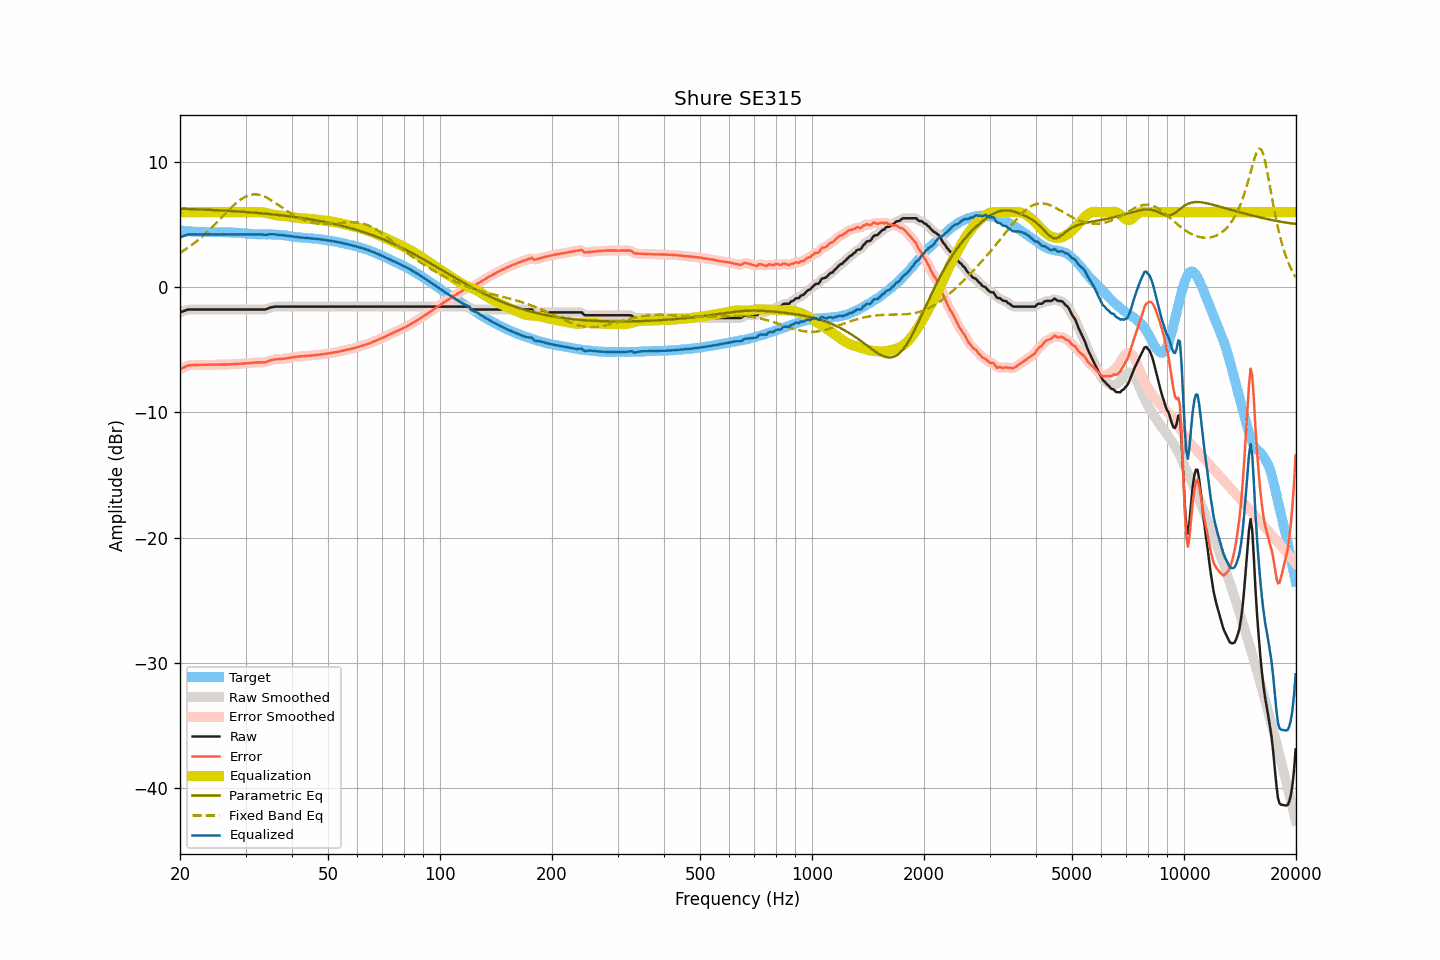 Shure SE315
Amplitude (dBr)
10
0
−10
−20
−30
−40
Target
Raw Smoothed
Error Smoothed
Raw
Error
Equalization
Parametric Eq
Fixed Band Eq
Equalized
20 50 100 200 500 1000 2000 5000 10000 20000
Frequency (Hz)